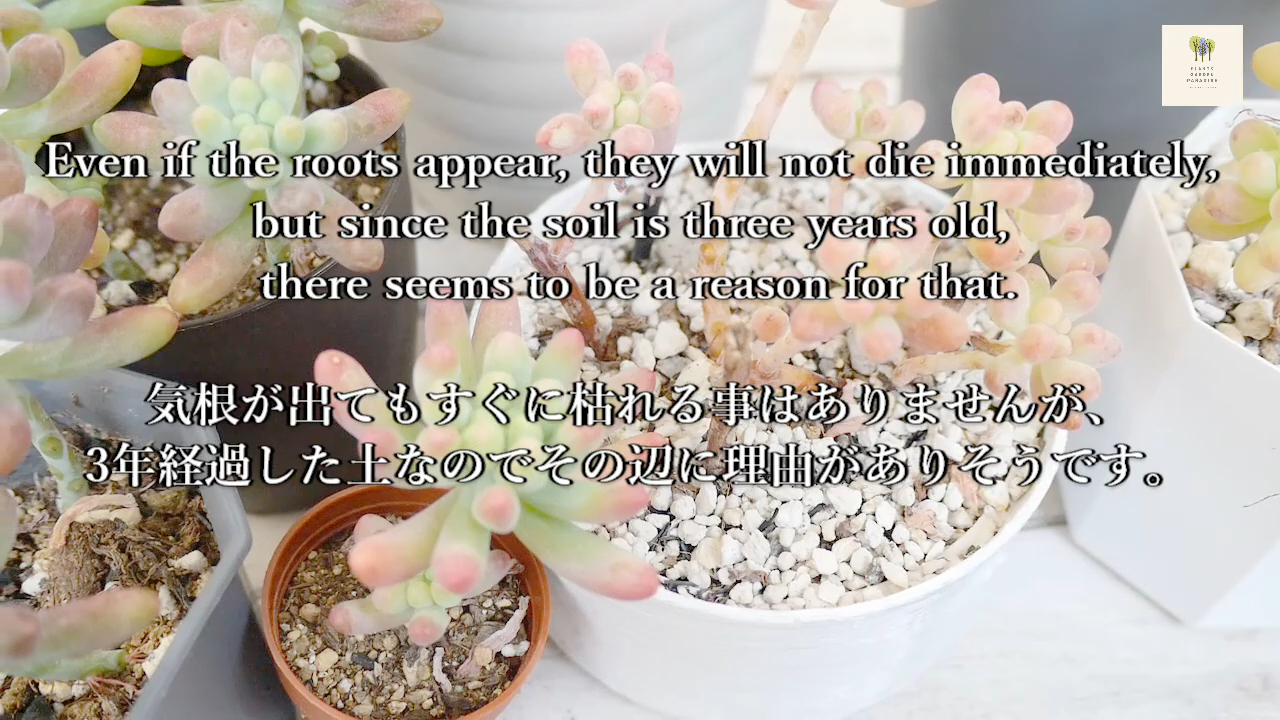 PLANTS
GARDEN
PARADISE
Even if the roots appear, they will not die immediately,
but since the soil is three years old,
there seems to be a reason for that.
気根が出てもすぐに枯れる事はありませんが、
3年経過した土なのでその辺に理由がありそうです。